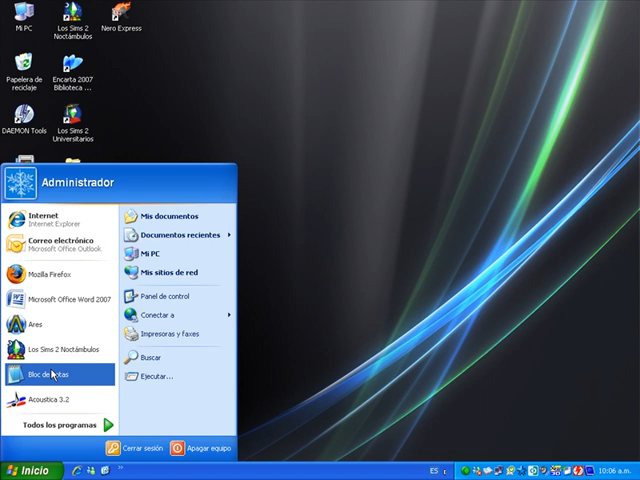 Mi PC
Los Sims 2
Noctámbulos
Nero Express
Papelera de
reciclaje
Encarta 2007
Biblioteca ...
DAEMON Tools
Los Sims 2
Universitarios
Administrador
Internet
Internet Explorer
Correo electrónico
Microsoft Office Outlook
Mozilla Firefox
Microsoft Office Word 2007
Ares
Los Sims 2 Noctámbulos
Bloc de notas
Acoustica 3.2
Todos los programas
Mis documentos
Documentos recientes
Mi PC
Mis sitios de red
Panel de control
Conectar a
Impresoras y faxes
Buscar
Ejecutar...
Cerrar sesión
Apagar equipo
Inicio
ES
10:06 a.m.